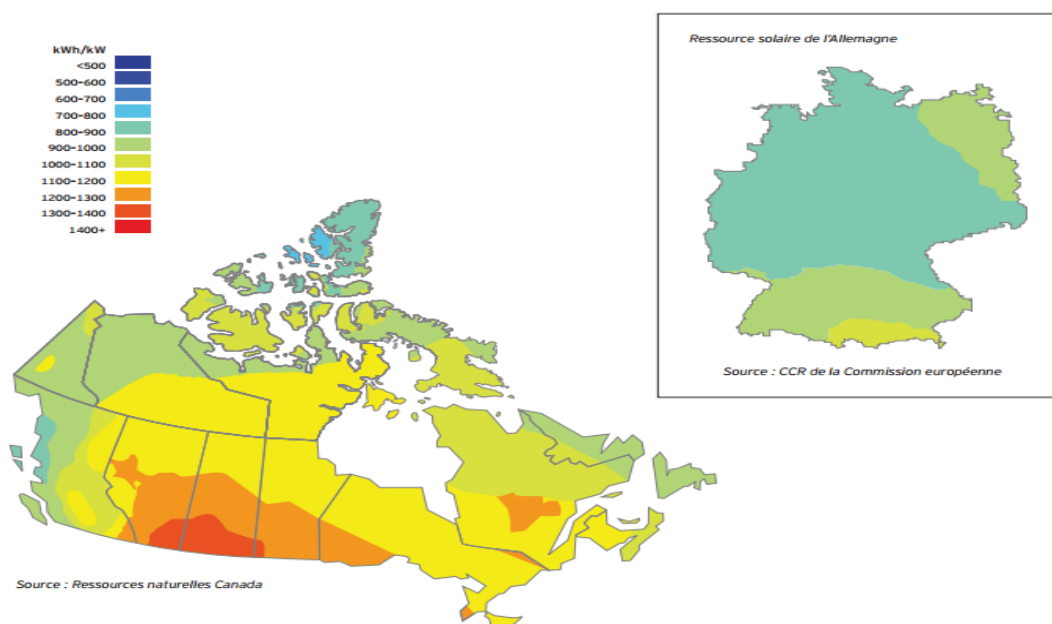 kWh/kW
<500
500-600
600-700
700-800
800-900
900-1000
1000-1100
1100-1200
1200-1300
1300-1400
1400+
Source : Ressources naturelles Canada
Ressource solaire de l'Allemagne
Source : CCR de la Commission européenne